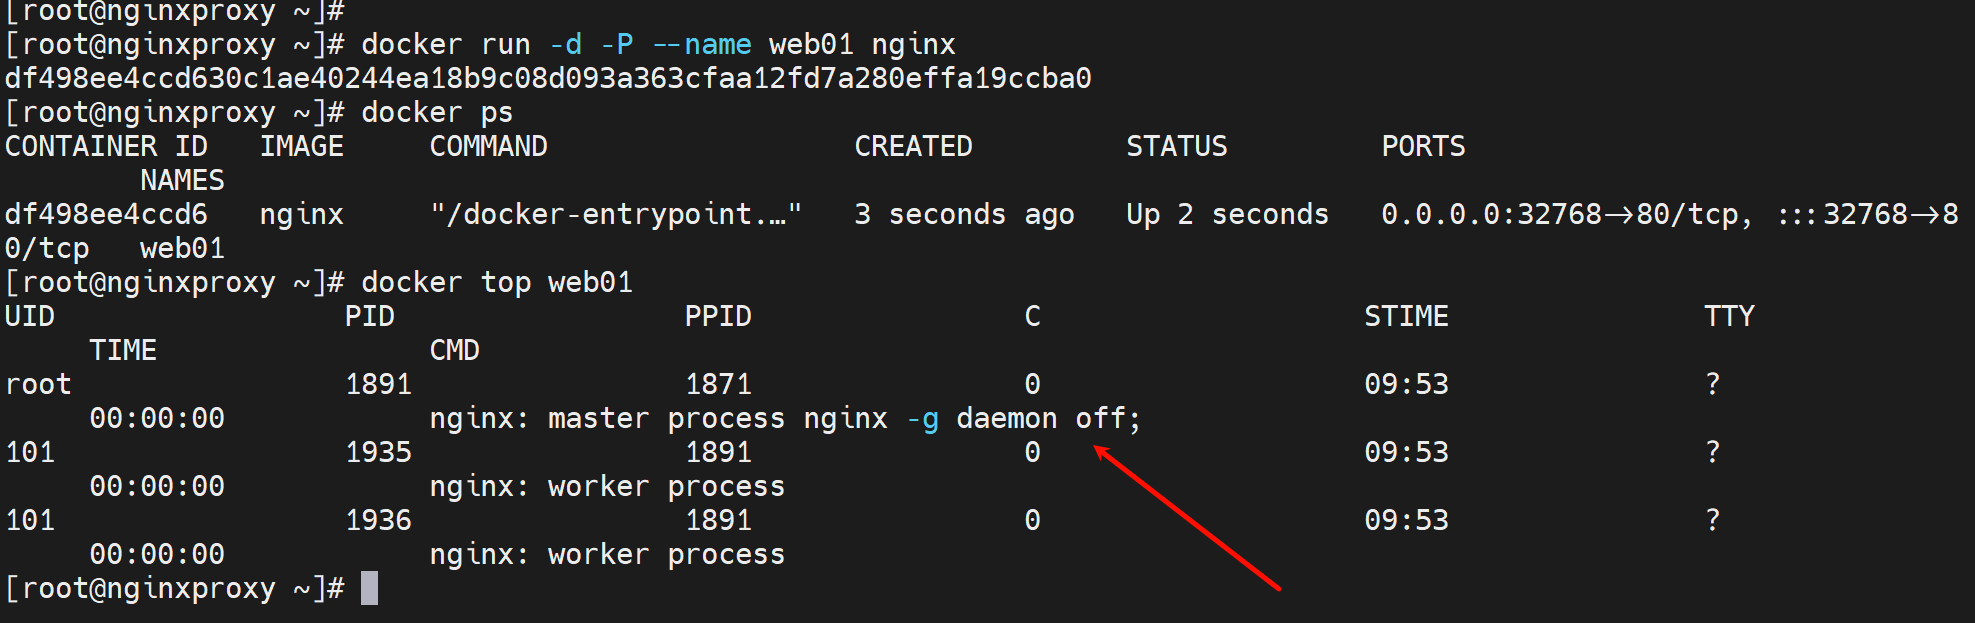 [root@nginxproxy ~]#
[root@nginxproxy ~]# docker run -d -P --name web01 nginx
df498ee4ccd630c1ae40244ea18b9c08d093a363cfaa12fd7a280effa19ccba0
[root@nginxproxy ~]# docker ps
CONTAINER ID   IMAGE     COMMAND                  CREATED         STATUS         PORTS
        NAMES
df498ee4ccd6   nginx     "/docker-entrypoint.…"   3 seconds ago   Up 2 seconds   0.0.0.0:32768->80/tcp, :::32768->8
0/tcp   web01
[root@nginxproxy ~]# docker top web01
UID                 PID                 PPID                C                   STIME               TTY
     TIME                CMD
root                1891                1871                0                   09:53               ?
     00:00:00            nginx: master process nginx -g daemon off;
101                 1935                1891                0                   09:53               ?
     00:00:00            nginx: worker process
101                 1936                1891                0                   09:53               ?
     00:00:00            nginx: worker process
[root@nginxproxy ~]#